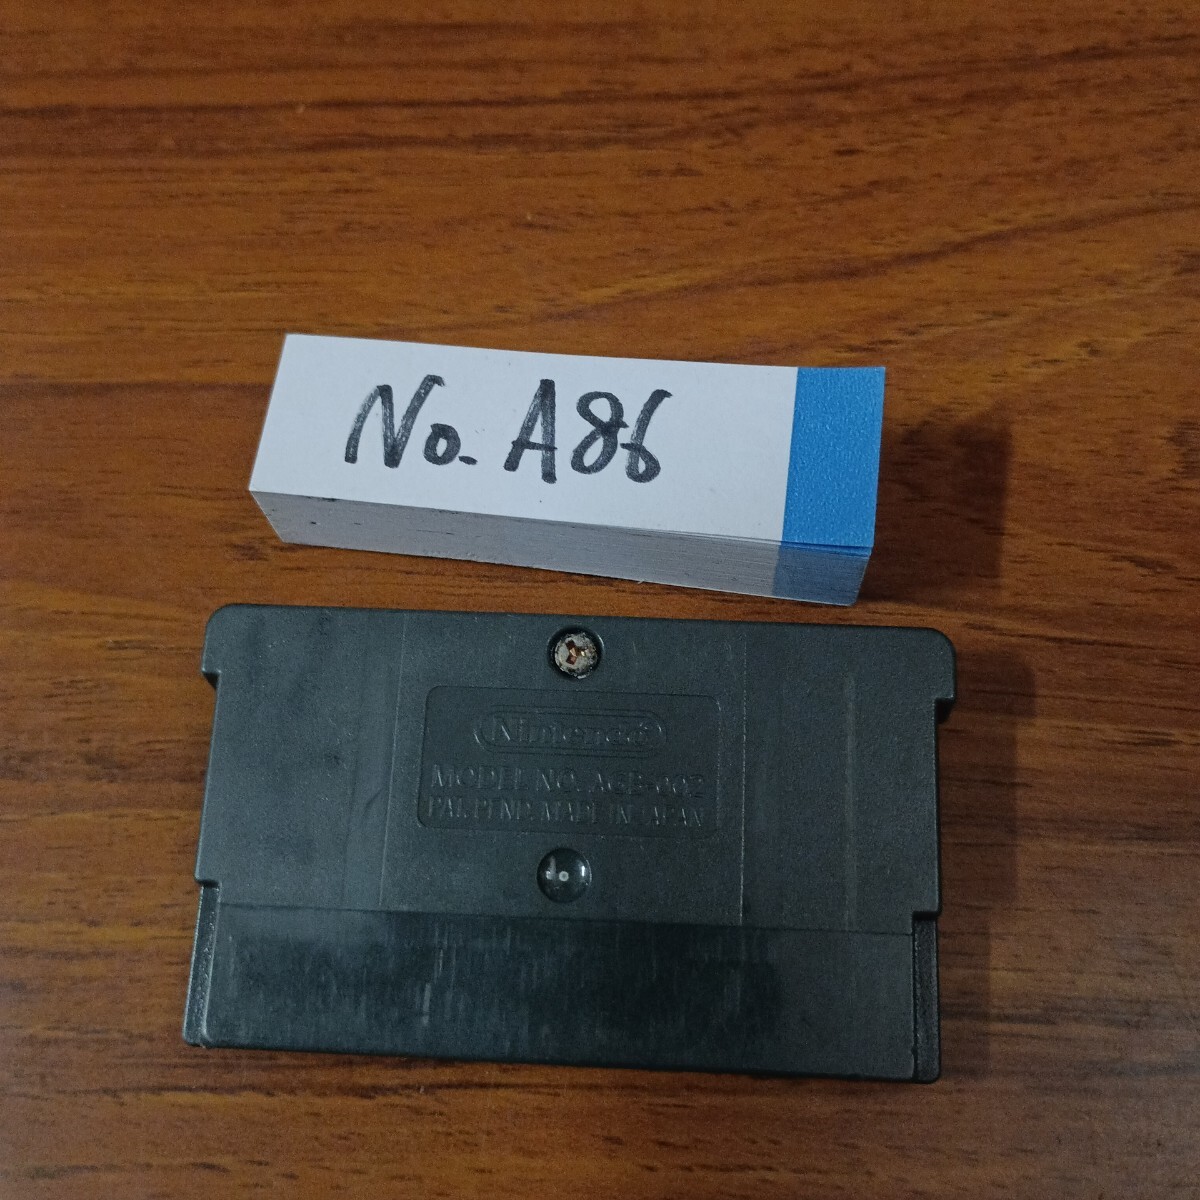 No. A86
Nintendo
MODEL NO. AGB-002
PAT. PEND. MADE IN JAPAN